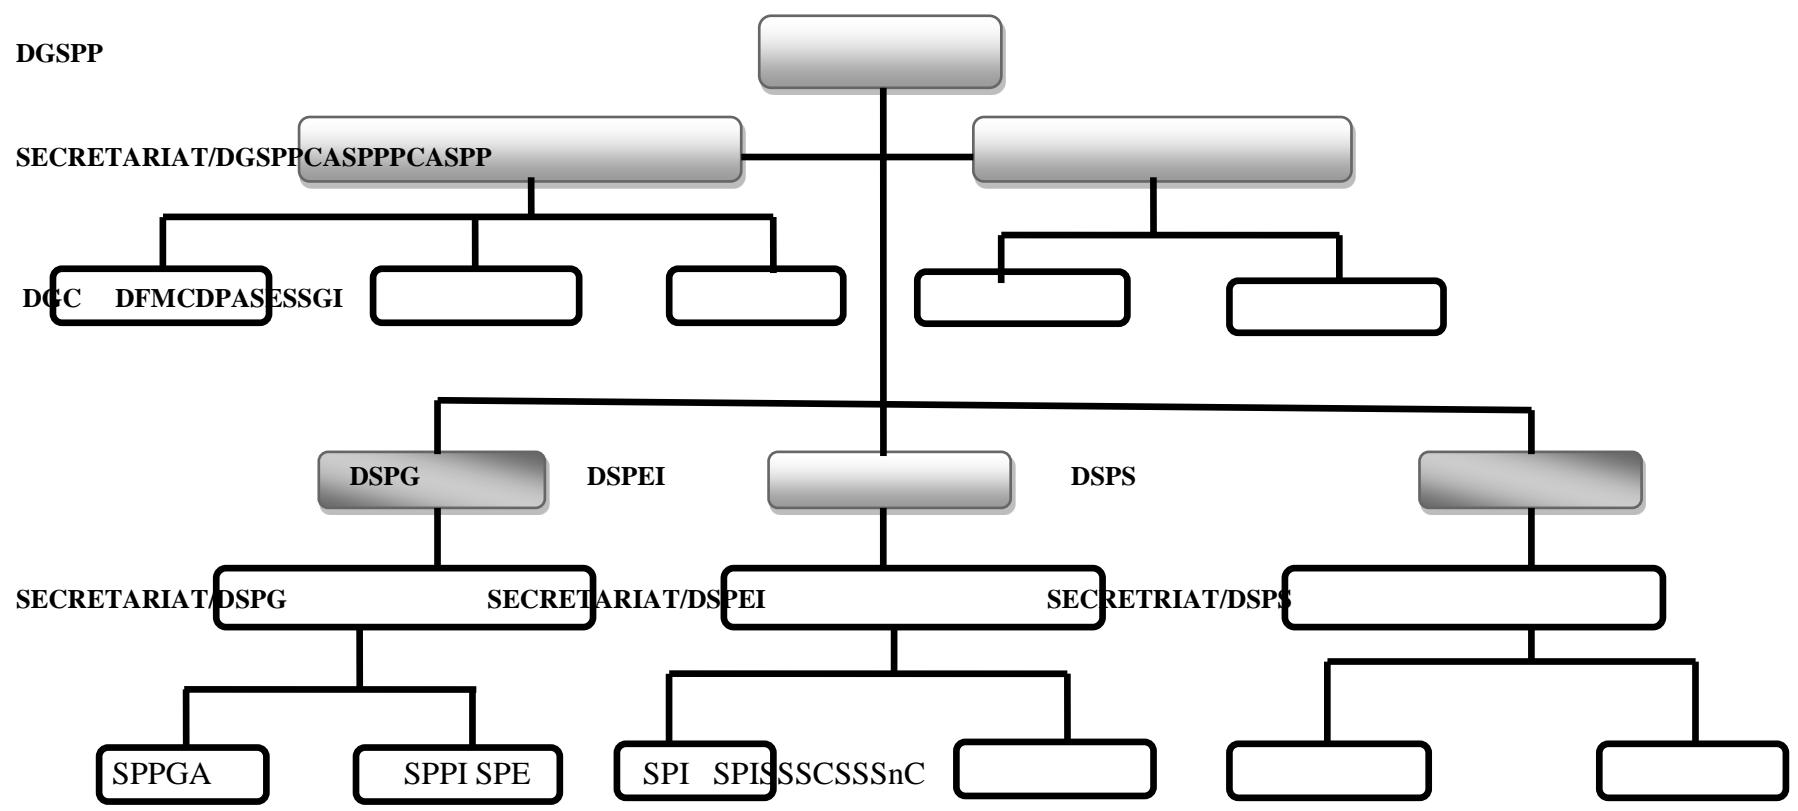 DGSPP
SECRETARIAT/DGSPPCASPPPCASPP
DGC DFMCDPASESSGI
DSPG DSPEI DSPS
SECRETARIAT/DSPG SECRETARIAT/DSPEI SECRETRIAT/DSPS
SPPGA SPPI SPE SPI SPISSSCSSSnC